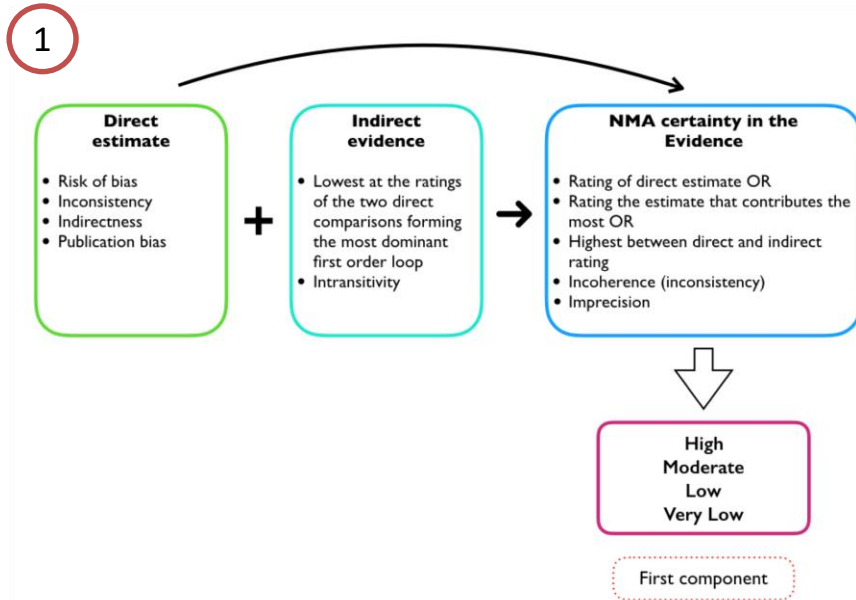 1
Direct
estimate
• Risk of bias
• Inconsistency
• Indirectness
• Publication bias
+
Indirect
evidence
• Lowest at the ratings
of the two direct
comparisons forming
the most dominant
first order loop
• Intransitivity
NMA certainty in the
Evidence
• Rating of direct estimate OR
• Rating the estimate that contributes the
most OR
• Highest between direct and indirect
rating
• Incoherence (inconsistency)
• Imprecision
High
Moderate
Low
Very Low
First component